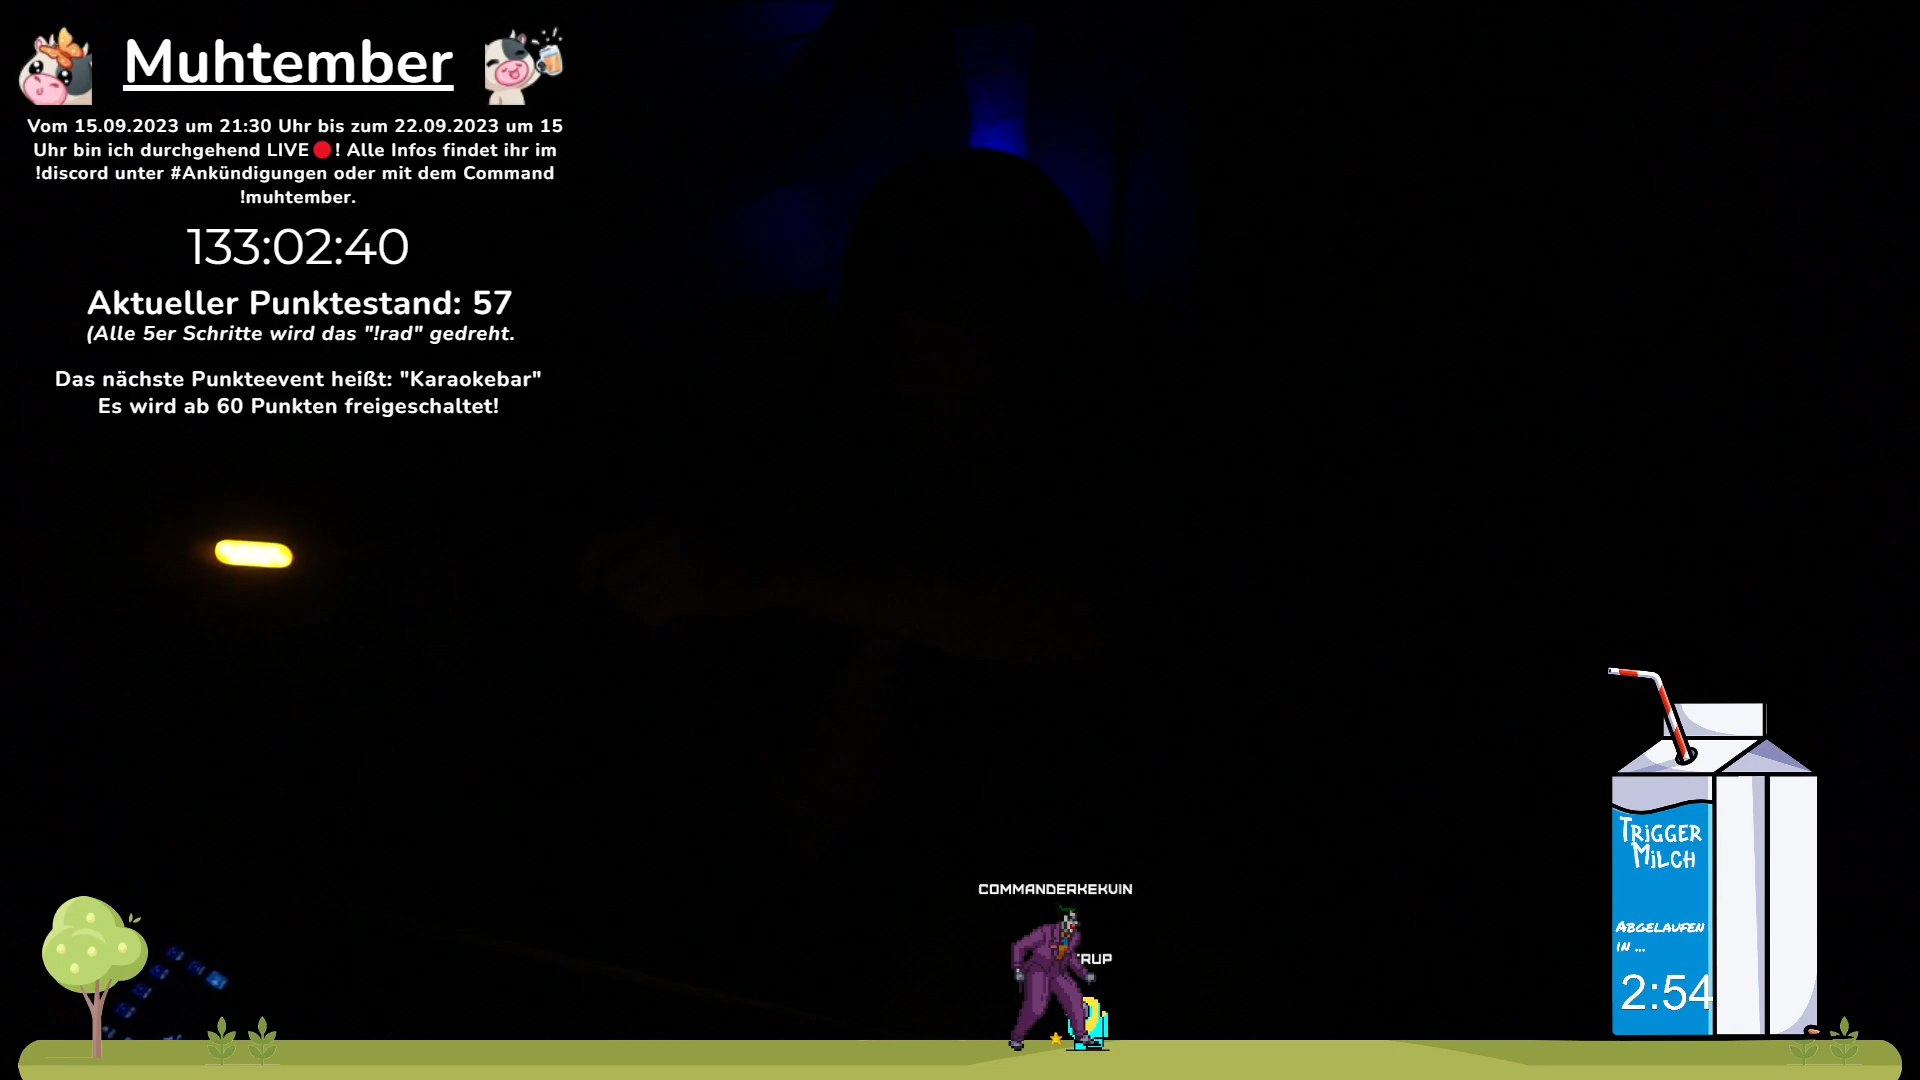 Muhtember
Vom 15.09.2023 um 21:30 Uhr bis zum 22.09.2023 um 15
Uhr bin ich durchgehend LIVE🔴! Alle Infos findet ihr im
!discord unter #Ankündigungen oder mit dem Command
!muhtember.
133:02:40
Aktueller Punktestand: 57
(Alle 5er Schritte wird das "!rad" gedreht.
Das nächste Punkteevent heißt: "Karaokebar"
Es wird ab 60 Punkten freigeschaltet!
COMMANDERKEKVIN
TRIGGER
MILCH
ABGELAUFEN
IN ...
2:54